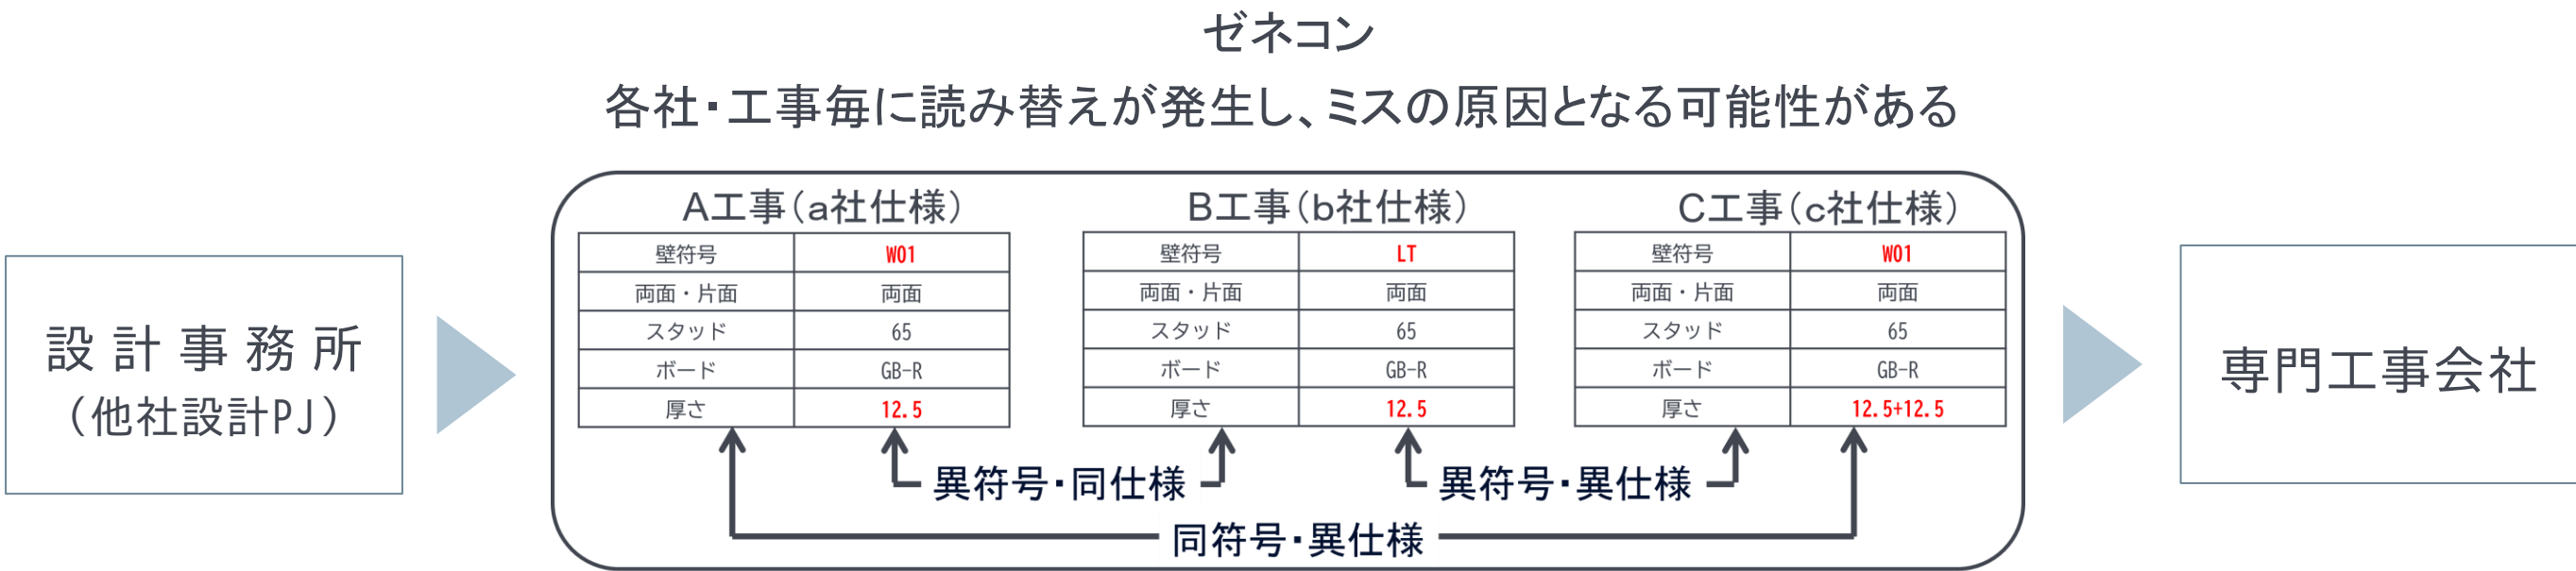 ゼネコン
各社・工事毎に読み替えが発生し、ミスの原因となる可能性がある
設計事務所
（他社設計PJ）
A工事（a社仕様）
壁符号 W01
両面・片面 両面
スタッド 65
ボード GB-R
厚さ 12.5
B工事（b社仕様）
壁符号 LT
両面・片面 両面
スタッド 65
ボード GB-R
厚さ 12.5
C工事（c社仕様）
壁符号 W01
両面・片面 両面
スタッド 65
ボード GB-R
厚さ 12.5+12.5
異符号・同仕様
異符号・異仕様
同符号・異仕様
専門工事会社